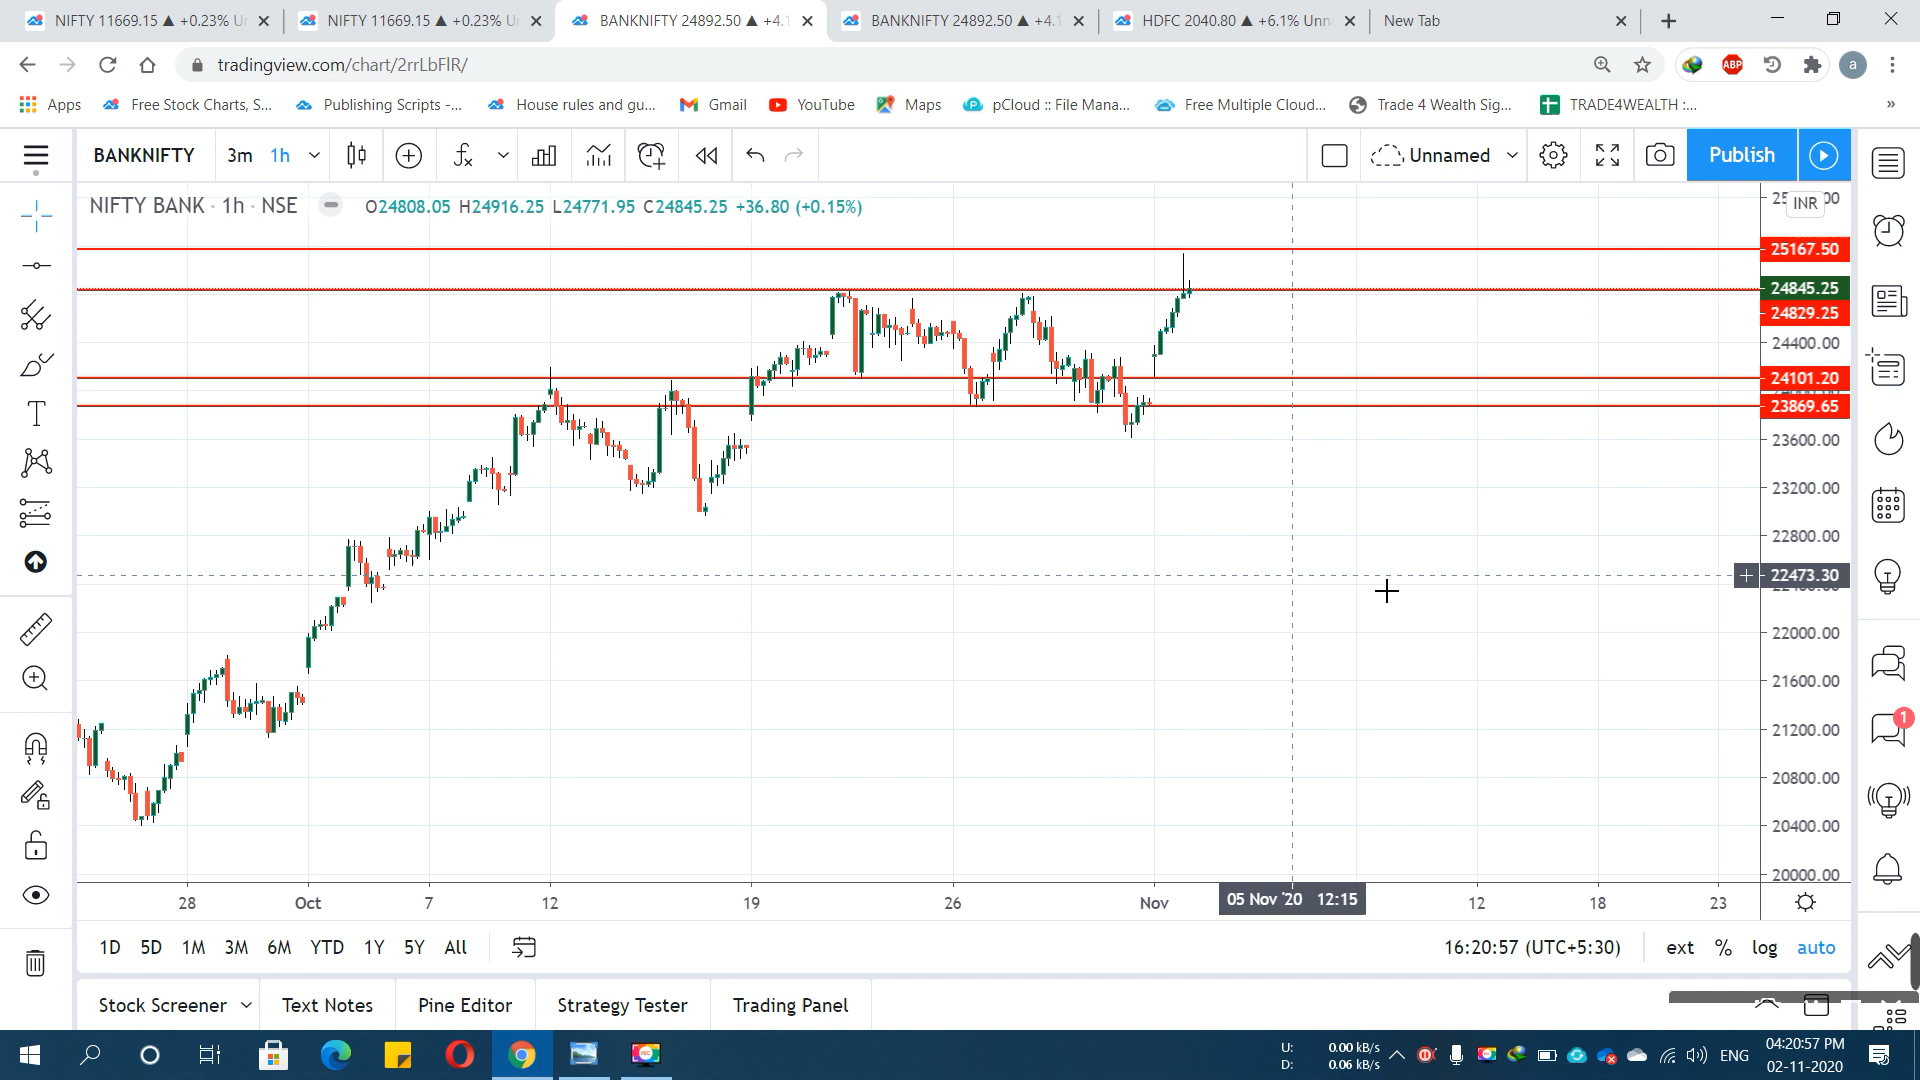 NIFTY 11669.15 ▲ +0.23% Un
NIFTY 11669.15 ▲ +0.23% Un
BANKNIFTY 24892.50 ▲ +4.1
BANKNIFTY 24892.50 ▲ +4.1
HDFC 2040.80 ▲ +6.1% Unn
New Tab
tradingview.com/chart/2rrLbFlR/
ABP
a
Apps
Free Stock Charts, S...
Publishing Scripts -...
House rules and gu...
Gmail
YouTube
Maps
pCloud :: File Mana...
Free Multiple Cloud...
Trade 4 Wealth Sig...
TRADE4WEALTH :...
»
BANKNIFTY
3m 1h
Unnamed
Publish
NIFTY BANK · 1h · NSE
O24808.05 H24916.25 L24771.95 C24845.25 +36.80 (+0.15%)
INR
25167.50
24845.25
24829.25
24400.00
24101.20
23869.65
23600.00
23200.00
22800.00
22473.30
22000.00
21600.00
21200.00
20800.00
20400.00
20000.00
1
28 Oct 7 12 19 26 Nov 05 Nov '20 12:15 12 18 23
1D 5D 1M 3M 6M YTD 1Y 5Y All
16:20:57 (UTC+5:30)
ext % log auto
Stock Screener
Text Notes
Pine Editor
Strategy Tester
Trading Panel
U: 0.00 kB/s
D: 0.06 kB/s
ENG
04:20:57 PM
02-11-2020